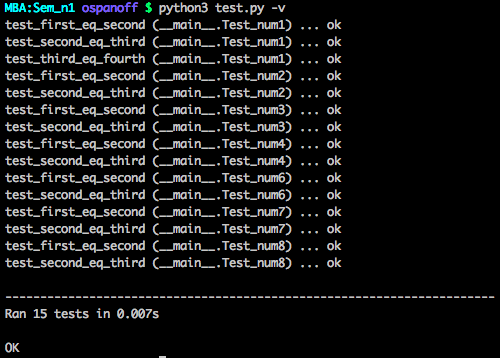 MBA:Sem_n1 ospanoff $ python3 test.py -v
test_first_eq_second (__main__.Test_num1) ... ok
test_second_eq_third (__main__.Test_num1) ... ok
test_third_eq_fourth (__main__.Test_num1) ... ok
test_first_eq_second (__main__.Test_num2) ... ok
test_second_eq_third (__main__.Test_num2) ... ok
test_first_eq_second (__main__.Test_num3) ... ok
test_second_eq_third (__main__.Test_num3) ... ok
test_first_eq_second (__main__.Test_num4) ... ok
test_second_eq_third (__main__.Test_num4) ... ok
test_first_eq_second (__main__.Test_num6) ... ok
test_second_eq_third (__main__.Test_num6) ... ok
test_first_eq_second (__main__.Test_num7) ... ok
test_second_eq_third (__main__.Test_num7) ... ok
test_first_eq_second (__main__.Test_num8) ... ok
test_second_eq_third (__main__.Test_num8) ... ok
----------------------------------------------------------------------
Ran 15 tests in 0.007s
OK